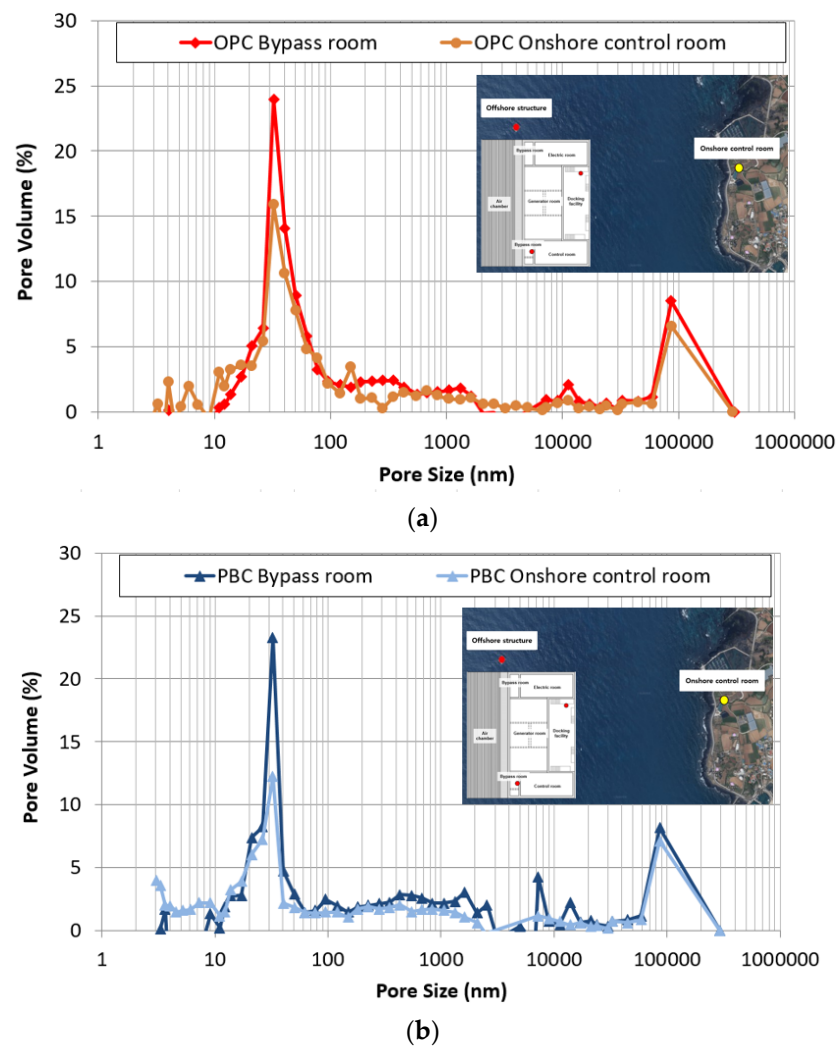 OPC Bypass room OPC Onshore control room
30
25
20
15
10
5
0
Pore Volume (%)
Offshore structure
Onshore control room
Bypass room
Electric room
Air chamber
Generator room
Docking facility
Bypass room
Control room
1 10 100 1000 10000 100000 1000000
Pore Size (nm)
(a)
PBC Bypass room PBC Onshore control room
30
25
20
15
10
5
0
Pore Volume (%)
Offshore structure
Onshore control room
Bypass room
Electric room
Air chamber
Generator room
Docking facility
Bypass room
Control room
1 10 100 1000 10000 100000 1000000
Pore Size (nm)
(b)